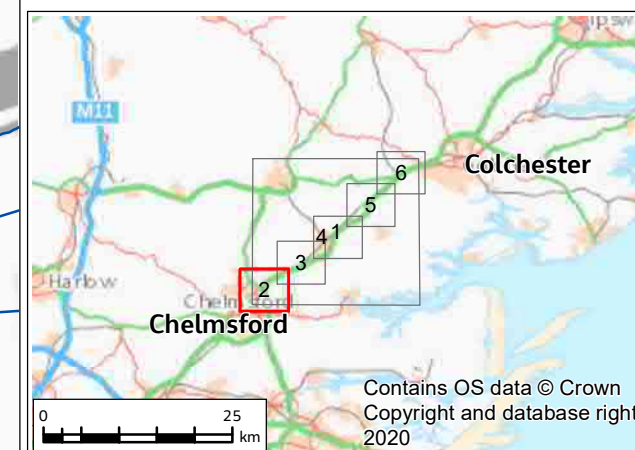 M11
Colchester
6
5
4
1
3
2
Harlow
Chelmsford
Chelmsford
Contains OS data © Crown
Copyright and database right
2020
0 25
km